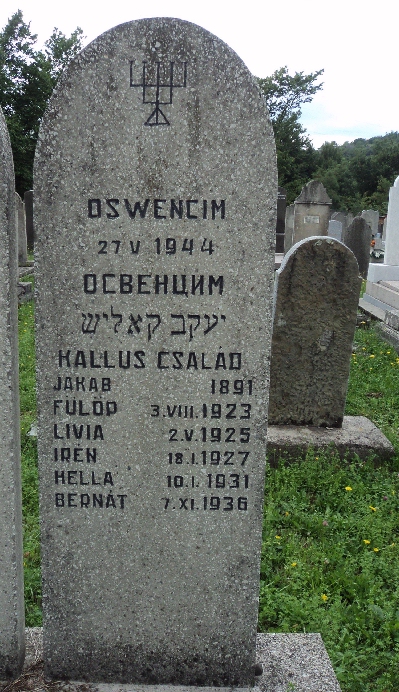 OSWENCIM
27 V 1944
ОСВЕНЦИМ
יעקב קאליש
KALLUS CSALÁD
JAKAB 1891
FÜLÖP 3.VIII.1923
LIVIA 2.V.1925
IREN 18.I.1927
HELLA 10.I.1931
BERNÁT 7.XI.1936